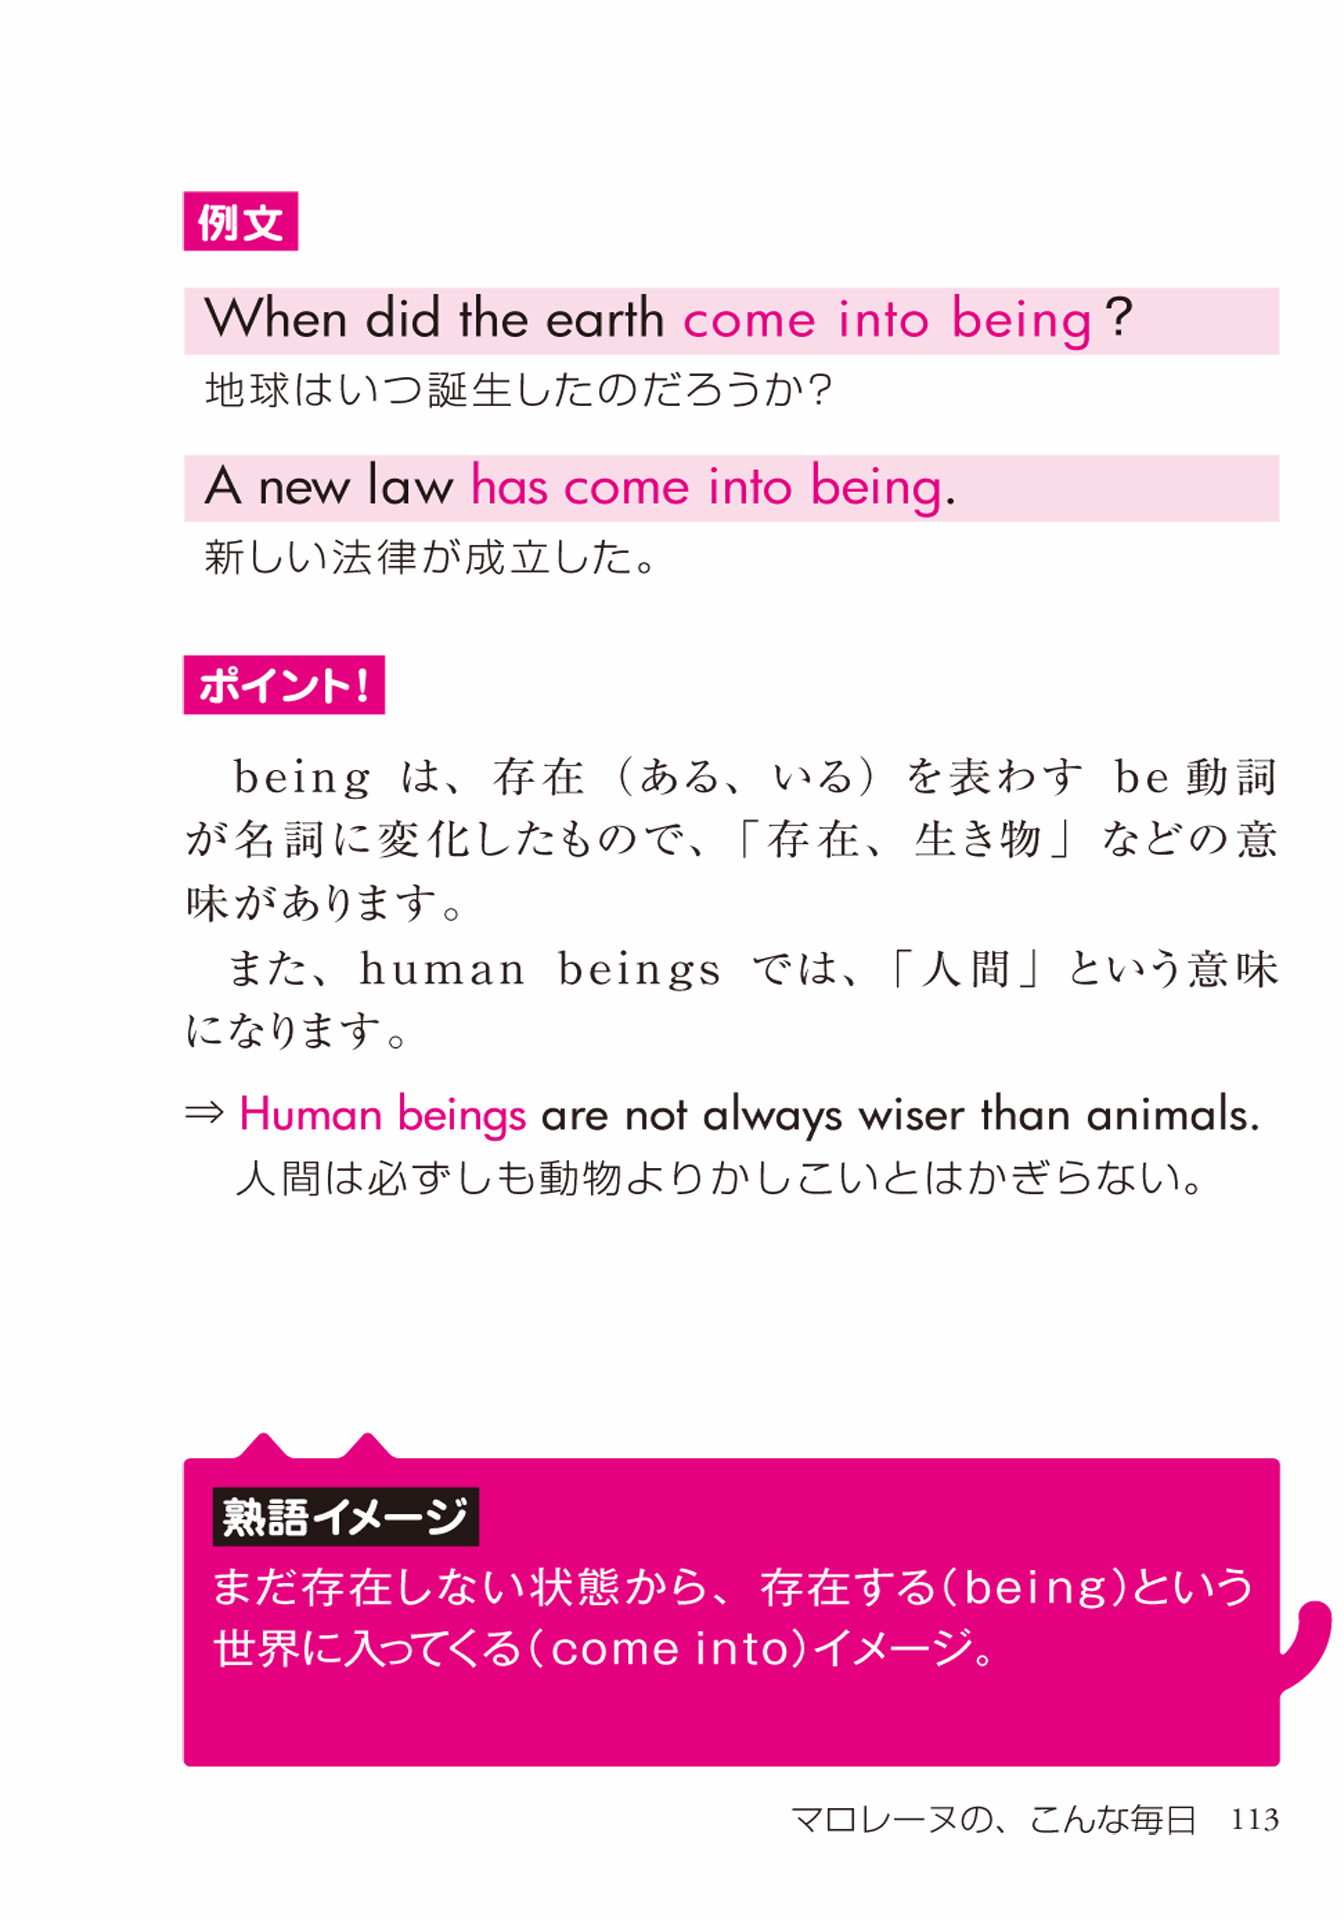 例文
When did the earth come into being ?
地球はいつ誕生したのだろうか?
A new law has come into being.
新しい法律が成立した。
ポイント!
being は、存在（ある、いる）を表わす be動詞
が名詞に変化したもので、「存在、生き物」などの意
味があります。
また、human beings では、「人間」という意味
になります。
⇒ Human beings are not always wiser than animals.
人間は必ずしも動物よりかしこいとはかぎらない。
熟語イメージ
まだ存在しない状態から、存在する(being)という
世界に入ってくる(come into)イメージ。
マロレーヌの、こんな毎日 113